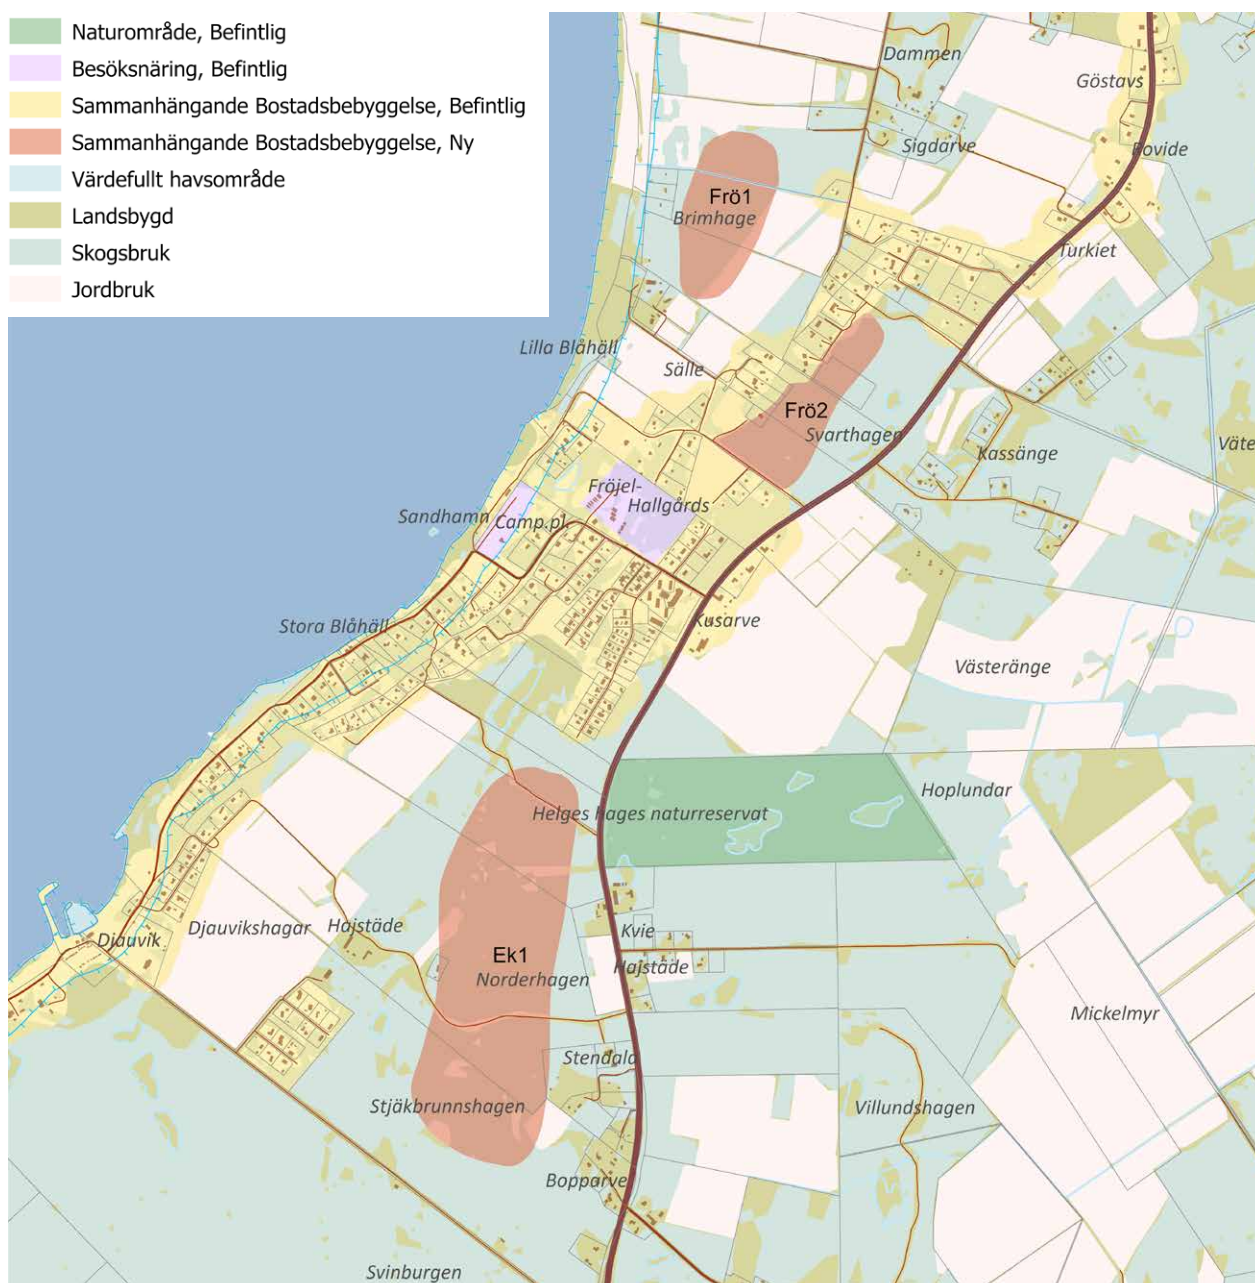 Naturområde, Befintlig
Besöksnäring, Befintlig
Sammanhängande Bostadsbebyggelse, Befintlig
Sammanhängande Bostadsbebyggelse, Ny
Värdefullt havsområde
Landsbygd
Skogsbruk
Jordbruk
Dammen
Göstavs
Sigdarve
Povide
Frö1
Brimhage
Turkiet
Lilla Blåhäll
Sälle
Frö2
Svarthagen
Kassänge
Väte
Fröjel-
Hallgårds
Sandhamn
Camp.pl.
Stora Blåhäll
Kusarve
Västeränge
Hoplundar
Helges hages naturreservat
Djauvik
Djauvikshagar
Hajstäde
Kvie
Ek1
Norderhagen
Hajstäde
Mickelmyr
Stendala
Stjäkbrunnshagen
Villundshagen
Bopparve
Svinburgen